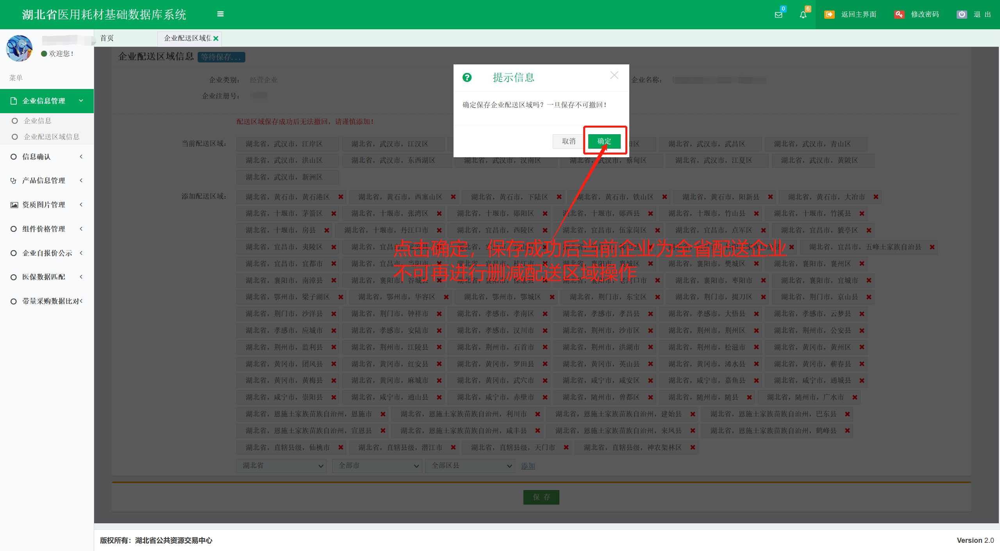 湖北省医用耗材基础数据库系统
0
6
返回主界面
修改密码
退 出
欢迎您！
首页
企业配送区域信
菜单
企业信息管理
企业信息
企业配送区域信息
信息确认
产品信息管理
资质图片管理
组件价格管理
企业自报价公示
医保数据匹配
带量采购数据比对
企业配送区域信息 等待保存...
企业类别： 经营企业
企业名称：
企业注册号：
提示信息
确定保存企业配送区域吗？一旦保存不可撤回！
取消 确定
配送区域保存成功后无法撤回，请谨慎添加！
当前配送区域： 湖北省，武汉市，江岸区 湖北省，武汉市，江汉区 湖北省，武汉市，武昌区 湖北省，武汉市，青山区
湖北省，武汉市，洪山区 湖北省，武汉市，东西湖区 湖北省，武汉市，汉南区 湖北省，武汉市，蔡甸区 湖北省，武汉市，江夏区 湖北省，武汉市，黄陂区
湖北省，武汉市，新洲区
添加配送区域： 湖北省，黄石市，黄石港区 湖北省，黄石市，西塞山区 湖北省，黄石市，下陆区 湖北省，黄石市，铁山区 湖北省，黄石市，阳新县 湖北省，黄石市，大冶市
湖北省，十堰市，茅箭区 湖北省，十堰市，张湾区 湖北省，十堰市，郧阳区 湖北省，十堰市，郧西县 湖北省，十堰市，竹山县 湖北省，十堰市，竹溪县
湖北省，十堰市，房县 湖北省，十堰市，丹江口市 湖北省，宜昌市，西陵区 湖北省，宜昌市，伍家岗区 湖北省，宜昌市，点军区 湖北省，宜昌市，猇亭区
湖北省，宜昌市，夷陵区 湖北省，宜昌市，远安县 湖北省，宜昌市，兴山县 湖北省，宜昌市，秭归县 湖北省，宜昌市，长阳土家族自治县 湖北省，宜昌市，五峰土家族自治县
点击确定，保存成功后当前企业为全省配送企业
湖北省，宜昌市，宜都市 湖北省，宜昌市，当阳市 湖北省，宜昌市，枝江市 湖北省，襄阳市，襄城区 湖北省，襄阳市，樊城区 湖北省，襄阳市，襄州区
不可再进行删减配送区域操作
湖北省，襄阳市，南漳县 湖北省，襄阳市，谷城县 湖北省，襄阳市，保康县 湖北省，襄阳市，老河口市 湖北省，襄阳市，枣阳市 湖北省，襄阳市，宜城市
湖北省，鄂州市，梁子湖区 湖北省，鄂州市，华容区 湖北省，鄂州市，鄂城区 湖北省，荆门市，东宝区 湖北省，荆门市，掇刀区 湖北省，荆门市，京山县
湖北省，荆门市，沙洋县 湖北省，荆门市，钟祥市 湖北省，孝感市，孝南区 湖北省，孝感市，孝昌县 湖北省，孝感市，大悟县 湖北省，孝感市，云梦县
湖北省，孝感市，应城市 湖北省，孝感市，安陆市 湖北省，孝感市，汉川市 湖北省，荆州市，沙市区 湖北省，荆州市，荆州区 湖北省，荆州市，公安县
湖北省，荆州市，监利县 湖北省，荆州市，江陵县 湖北省，荆州市，石首市 湖北省，荆州市，洪湖市 湖北省，荆州市，松滋市 湖北省，黄冈市，黄州区
湖北省，黄冈市，团风县 湖北省，黄冈市，红安县 湖北省，黄冈市，罗田县 湖北省，黄冈市，英山县 湖北省，黄冈市，浠水县 湖北省，黄冈市，蕲春县
湖北省，黄冈市，黄梅县 湖北省，黄冈市，麻城市 湖北省，黄冈市，武穴市 湖北省，咸宁市，咸安区 湖北省，咸宁市，嘉鱼县 湖北省，咸宁市，通城县
湖北省，咸宁市，崇阳县 湖北省，咸宁市，通山县 湖北省，咸宁市，赤壁市 湖北省，随州市，曾都区 湖北省，随州市，随县 湖北省，随州市，广水市
湖北省，恩施土家族苗族自治州，恩施市 湖北省，恩施土家族苗族自治州，利川市 湖北省，恩施土家族苗族自治州，建始县 湖北省，恩施土家族苗族自治州，巴东县
湖北省，恩施土家族苗族自治州，宣恩县 湖北省，恩施土家族苗族自治州，咸丰县 湖北省，恩施土家族苗族自治州，来凤县 湖北省，恩施土家族苗族自治州，鹤峰县
湖北省，直辖县级，仙桃市 湖北省，直辖县级，潜江市 湖北省，直辖县级，天门市 湖北省，直辖县级，神农架林区
湖北省 全部市 全部区县 添加
保 存
版权所有：湖北省公共资源交易中心
Version 2.0